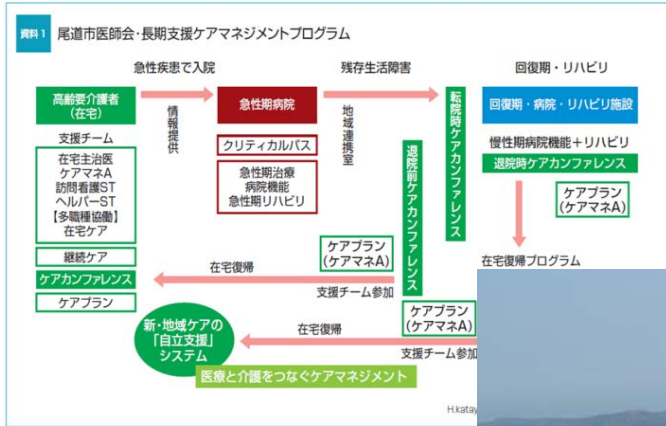 資料1 尾道市医師会・長期支援ケアマネジメントプログラム
急性疾患で入院
残存生活障害
回復期・リハビリ
高齢要介護者
(在宅)
情報提供
急性期病院
地域連携室
転院時ケアカンファレンス
回復期・病院・リハビリ施設
支援チーム
在宅主治医
ケアマネA
訪問看護ST
ヘルパーST
【多職種協働】
在宅ケア
継続ケア
ケアカンファレンス
ケアプラン
クリティカルパス
急性期治療
病院機能
急性期リハビリ
退院前ケアカンファレンス
慢性期病院機能+リハビリ
退院時ケアカンファレンス
ケアプラン
(ケアマネA)
在宅復帰プログラム
在宅復帰
ケアプラン
(ケアマネA)
支援チーム参加
ケアプラン
(ケアマネA)
新・地域ケアの
「自立支援」
システム
在宅復帰
支援チーム参加
医療と介護をつなぐケアマネジメント